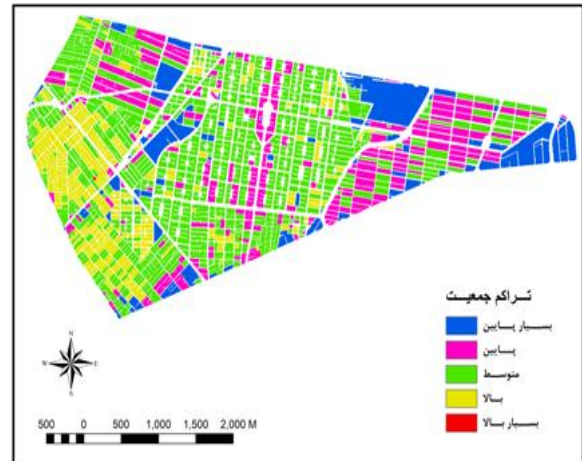 تراکم جمعیت
بسیار پایین
پایین
متوسط
بالا
بسیار بالا
N
W E
S
500 0 500 1,000 1,500 2,000 M